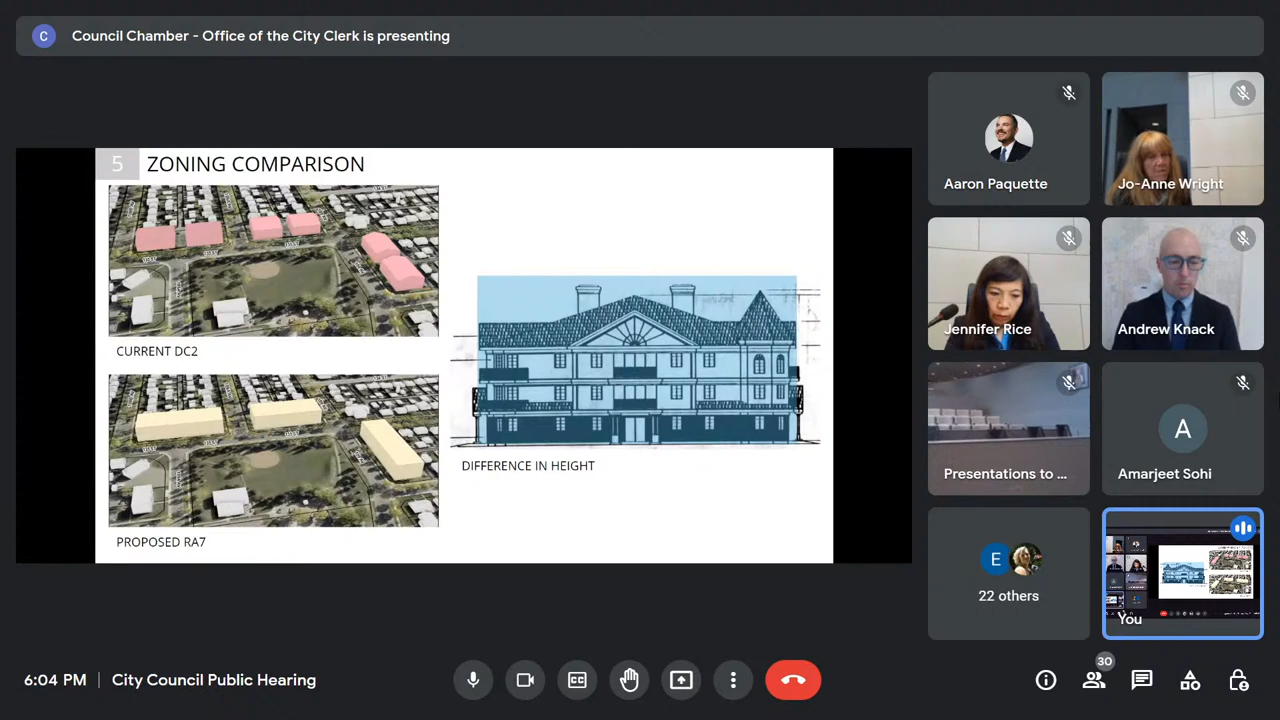 C
Council Chamber - Office of the City Clerk is presenting
5 ZONING COMPARISON
CURRENT DC2
PROPOSED RA7
DIFFERENCE IN HEIGHT
Aaron Paquette
Jo-Anne Wright
Jennifer Rice
Andrew Knack
Presentations to ...
A
Amarjeet Sohi
E
22 others
You
6:04 PM | City Council Public Hearing
30